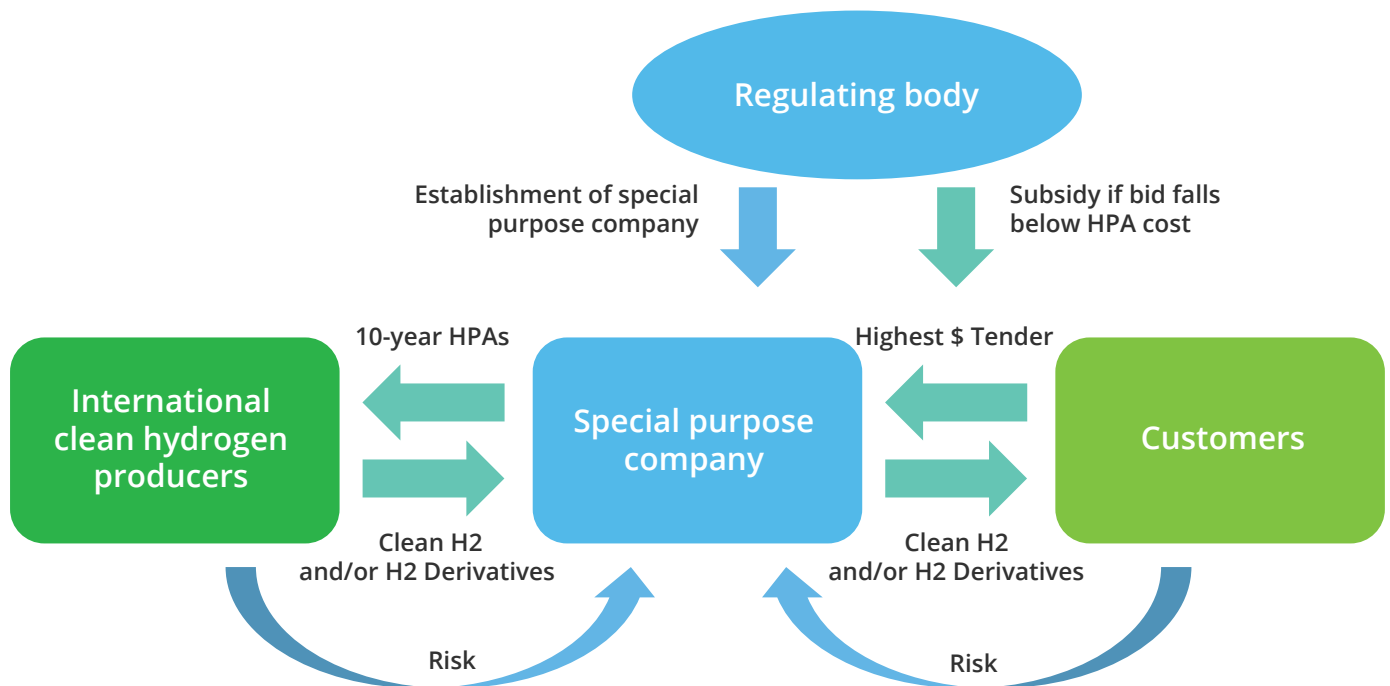 Regulating body
Establishment of special
purpose company
Subsidy if bid falls
below HPA cost
10-year HPAs
Highest $ Tender
International
clean hydrogen
producers
Special purpose
company
Customers
Clean H2
and/or H2 Derivatives
Clean H2
and/or H2 Derivatives
Risk
Risk